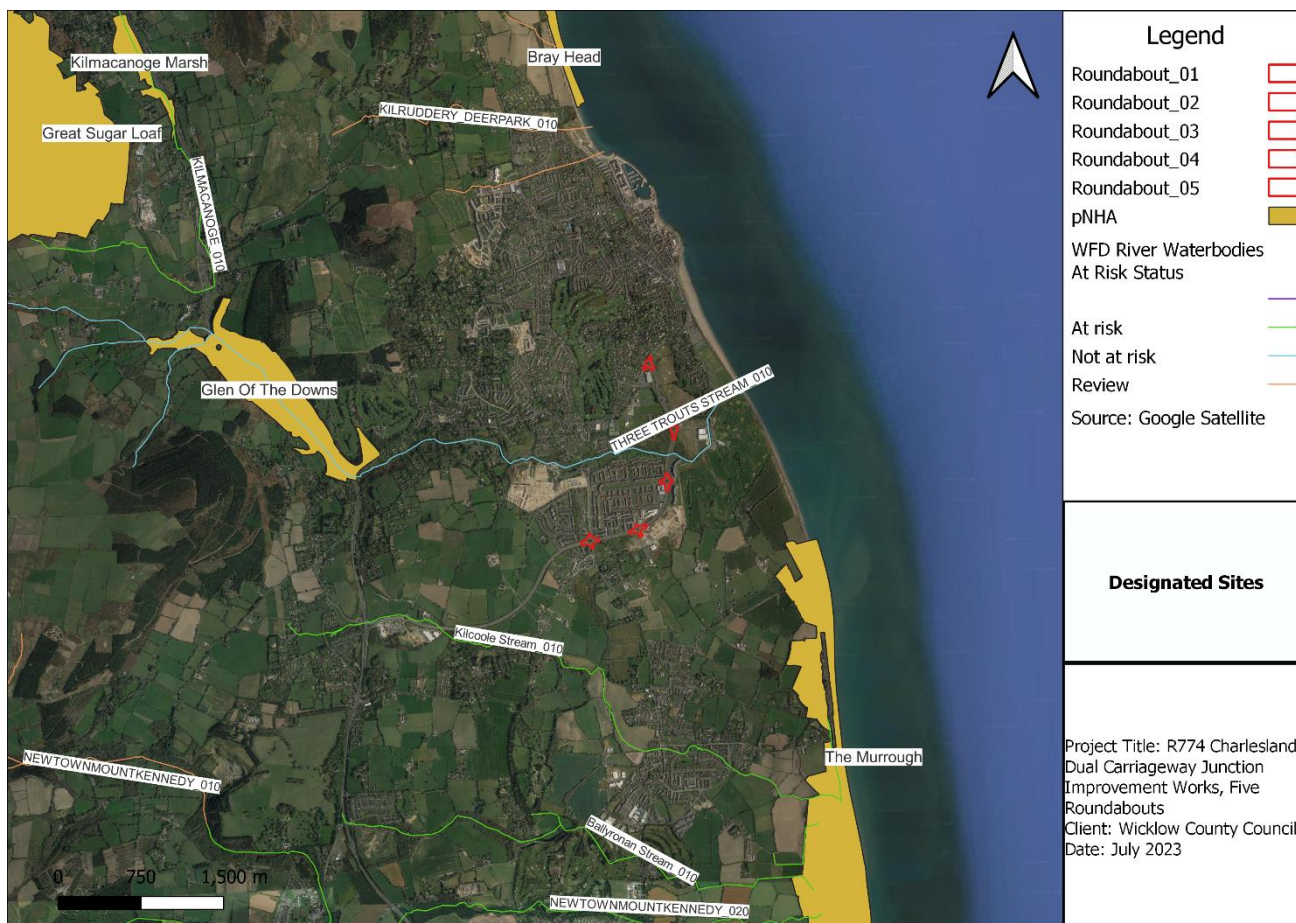 Kilmacanoge Marsh
Bray Head
KILRUDDERY_DEERPARK_010
Great Sugar Loaf
KILMACANOGE_010
Glen Of The Downs
THREE TROUTS STREAM_010
Kilcoole Stream_010
NEWTOWNMOUNTKENNEDY_010
The Murrough
Ballyronan Stream_010
NEWTOWNMOUNTKENNEDY_020
0 750 1,500 m
Legend
Roundabout_01
Roundabout_02
Roundabout_03
Roundabout_04
Roundabout_05
pNHA
WFD River Waterbodies
At Risk Status
At risk
Not at risk
Review
Source: Google Satellite
Designated Sites
Project Title: R774 Charlesland
Dual Carriageway Junction
Improvement Works, Five
Roundabouts
Client: Wicklow County Council
Date: July 2023